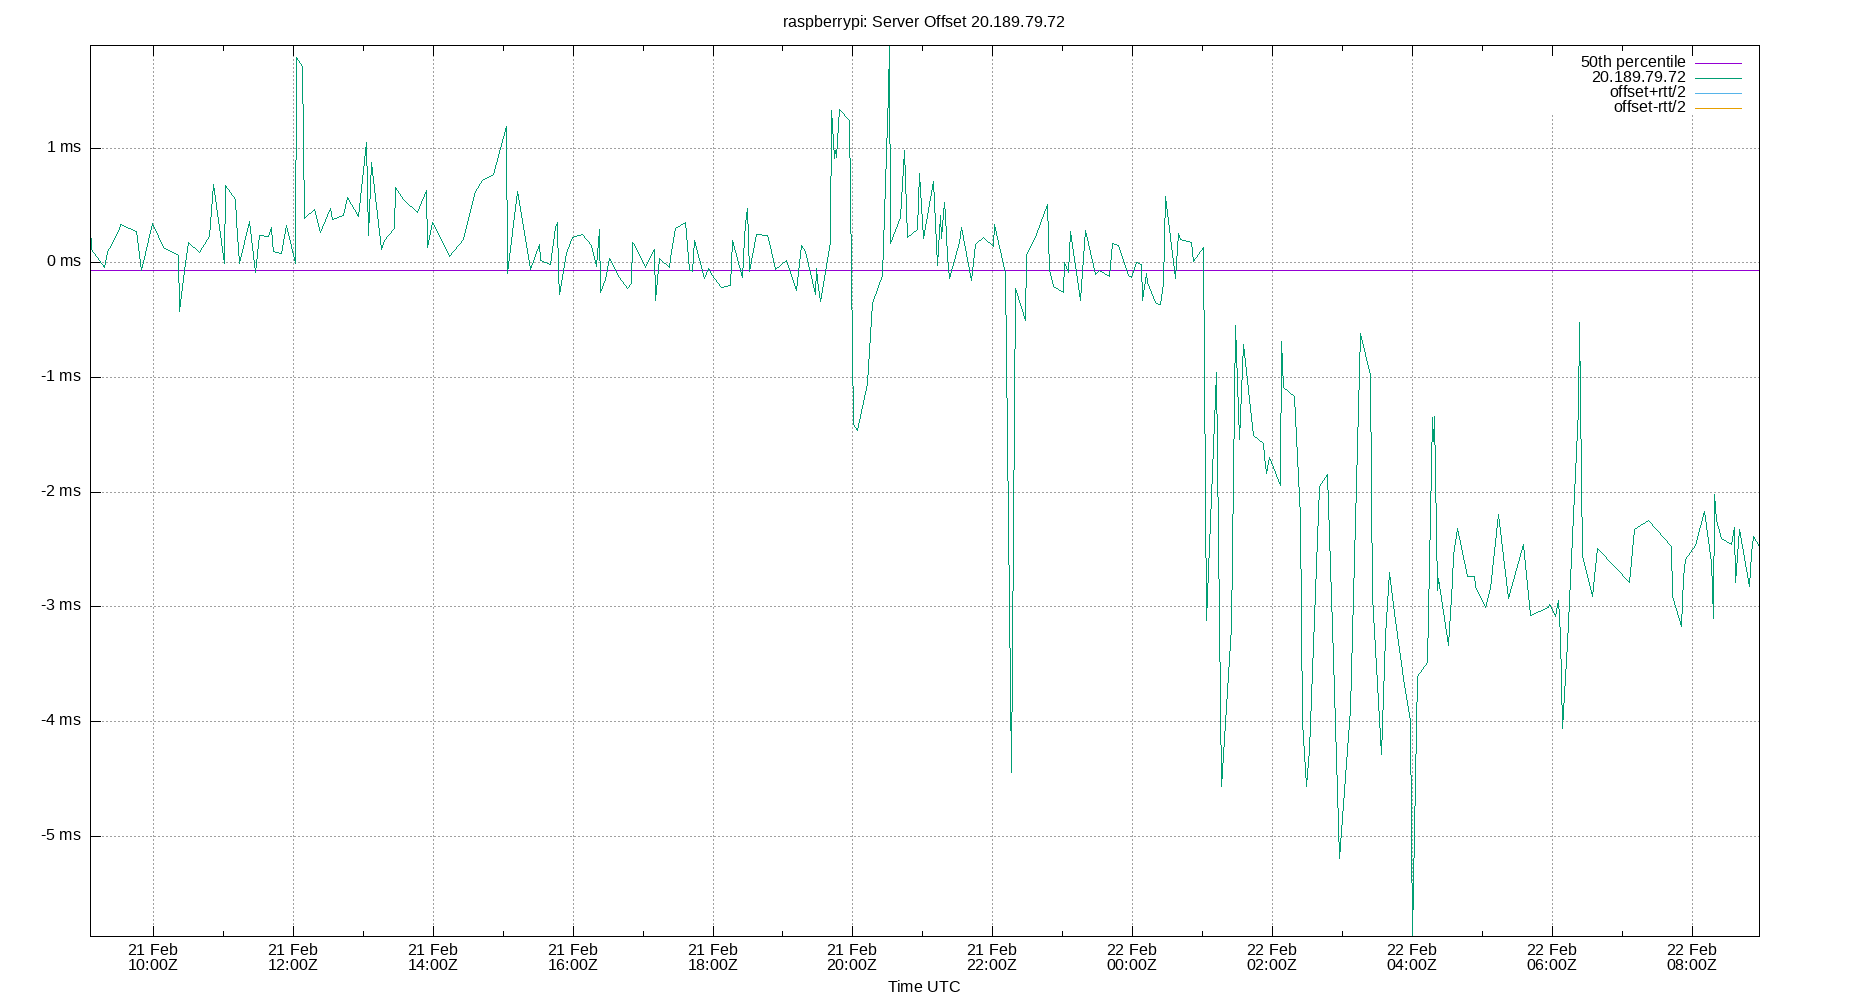 raspberrypi: Server Offset 20.189.79.72
50th percentile
20.189.79.72
offset+rtt/2
offset-rtt/2
1 ms
0 ms
-1 ms
-2 ms
-3 ms
-4 ms
-5 ms
21 Feb 21 Feb 21 Feb 21 Feb 21 Feb 21 Feb 21 Feb 22 Feb 22 Feb 22 Feb 22 Feb 22 Feb
10:00Z 12:00Z 14:00Z 16:00Z 18:00Z 20:00Z 22:00Z 00:00Z 02:00Z 04:00Z 06:00Z 08:00Z
Time UTC